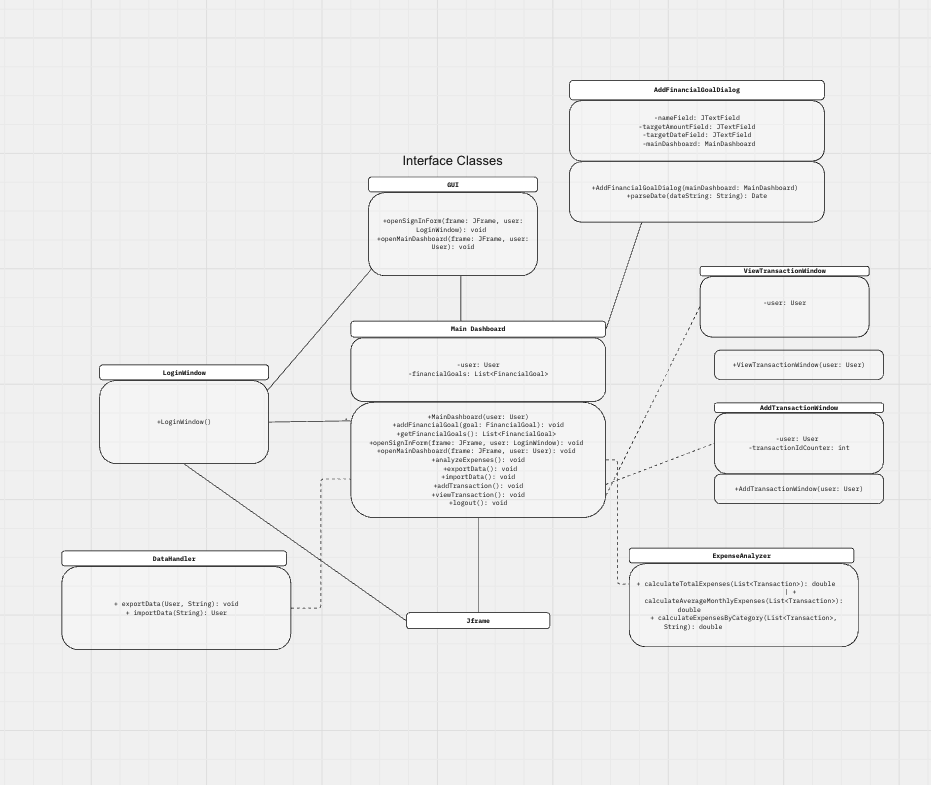 AddFinancialGoalDialog
-nameField: JTextField
-targetAmountField: JTextField
-targetDateField: JTextField
-mainDashboard: MainDashboard
+AddFinancialGoalDialog(mainDashboard: MainDashboard)
+parseDate(dateString: String): Date
Interface Classes
GUI
+openSignInForm(frame: JFrame, user:
LoginWindow): void
+openMainDashboard(frame: JFrame, user:
User): void
ViewTransactionWindow
-user: User
+ViewTransactionWindow(user: User)
Main Dashboard
-user: User
-financialGoals: List<FinancialGoal>
+MainDashboard(user: User)
+addFinancialGoal(goal: FinancialGoal): void
+getFinancialGoals(): List<FinancialGoal>
+openSignInForm(frame: JFrame, user: LoginWindow): void
+openMainDashboard(frame: JFrame, user: User): void
+analyzeExpenses(): void
+exportData(): void
+importData(): void
+addTransaction(): void
+viewTransaction(): void
+logout(): void
LoginWindow
+LoginWindow()
AddTransactionWindow
-user: User
-transactionIdCounter: int
+AddTransactionWindow(user: User)
DataHandler
+ exportData(User, String): void
+ importData(String): User
ExpenseAnalyzer
+ calculateTotalExpenses(List<Transaction>): double
| +
calculateAverageMonthlyExpenses(List<Transaction>):
double
+ calculateExpensesByCategory(List<Transaction>,
String): double
Jframe